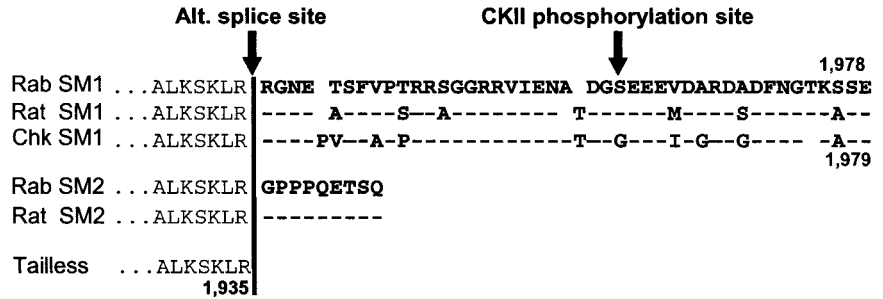 Alt. splice site CKII phosphorylation site
1,978
Rab SM1 ...ALKSKLR RGNE TSFVPTRRSGGRRVIENA DGSEEEVDARDADFNGTKSSE
Rat SM1 ...ALKSKLR ---- A---S--A---------- T-----M----S------A--
Chk SM1 ...ALKSKLR ----PV--A-P------------T--G---I-G--G---- --A--
1,979
Rab SM2 ...ALKSKLR GPPPQETSQ
Rat SM2 ...ALKSKLR ---------
Tailless ...ALKSKLR
1,935